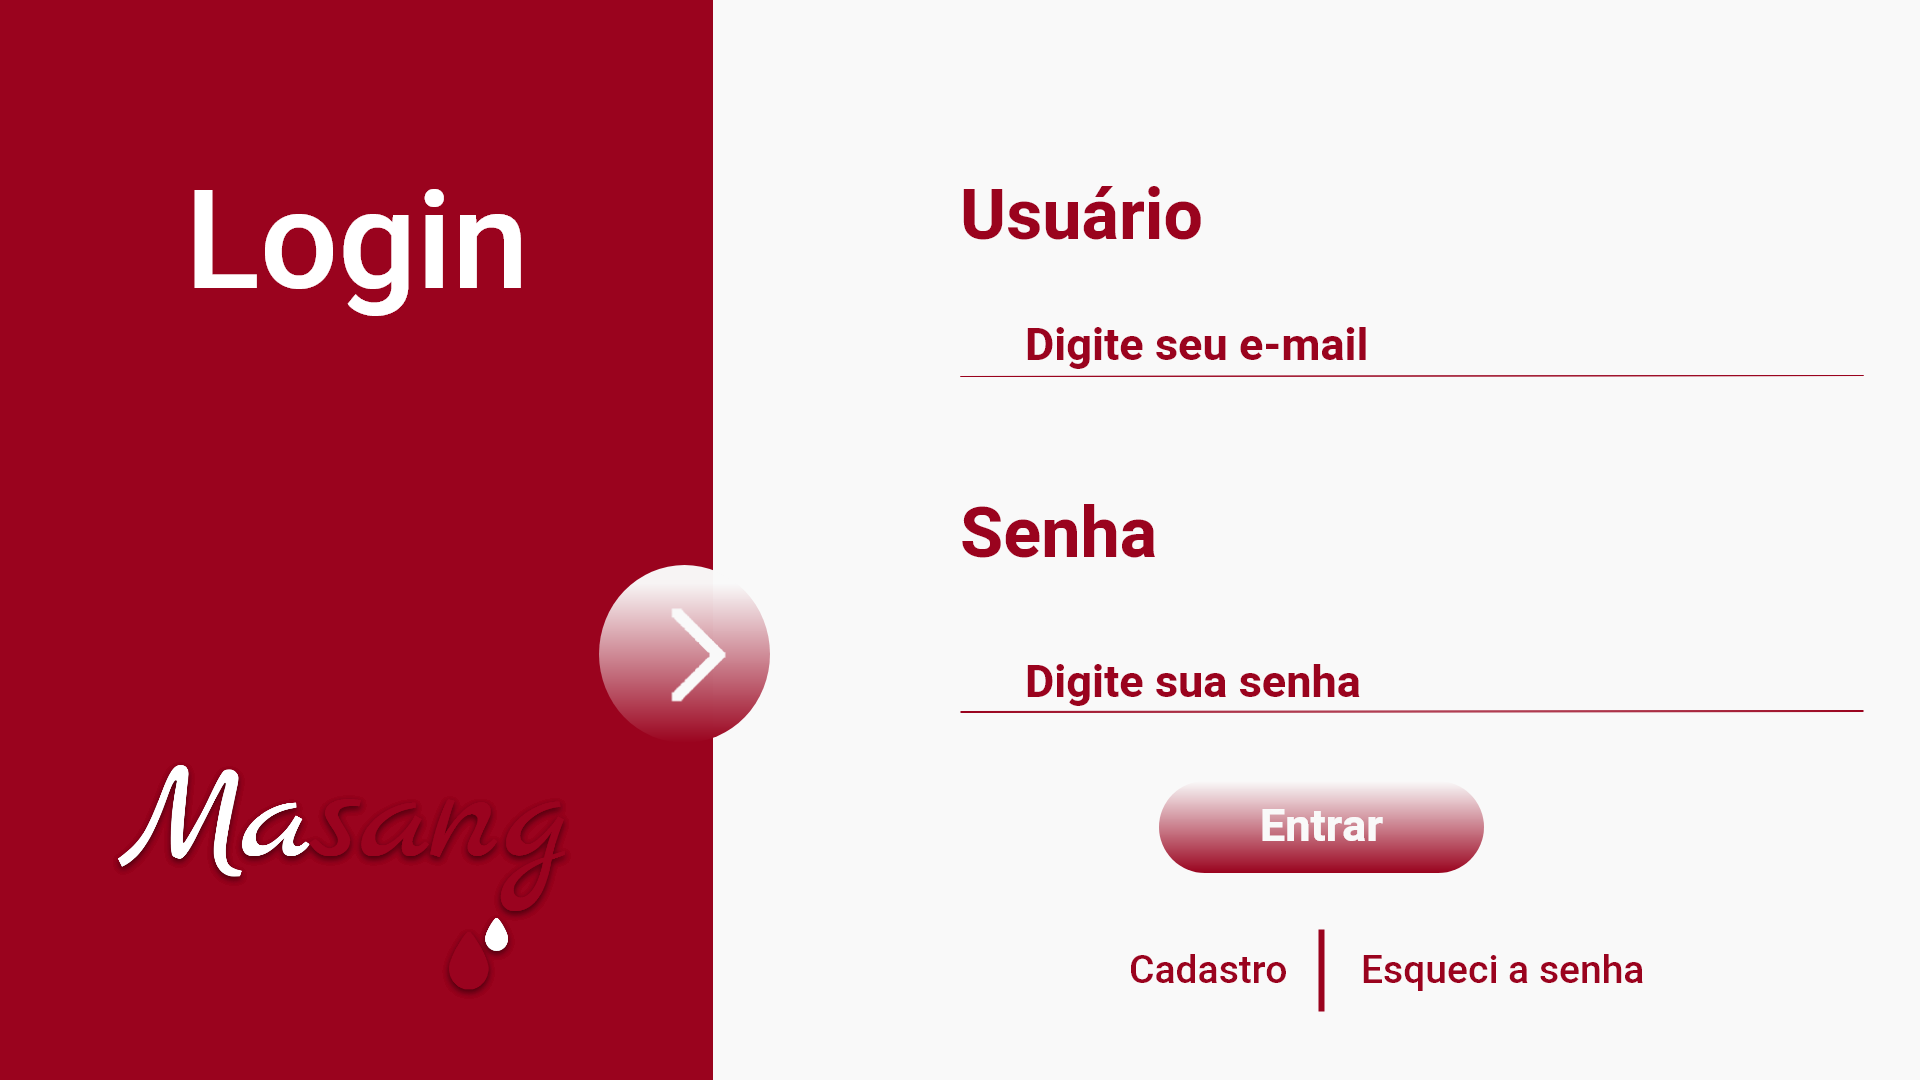 Login
Masang
Usuário
Digite seu e-mail
Senha
Digite sua senha
Entrar
Cadastro
Esqueci a senha